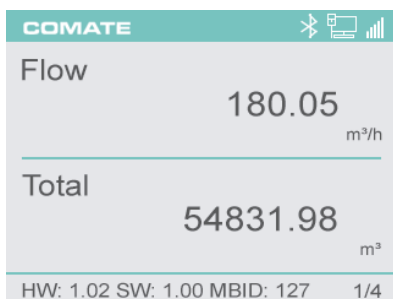 COMATE
Flow
180.05
m³/h
Total
54831.98
m³
HW: 1.02 SW: 1.00 MBID: 127 1/4